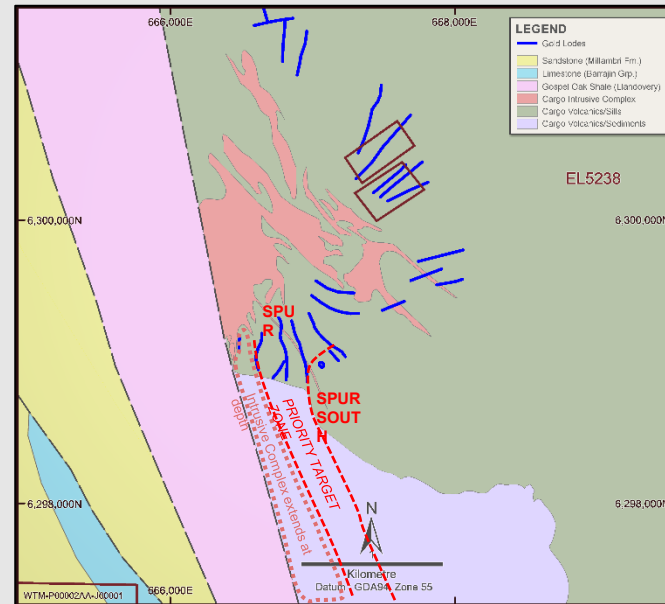 666,000E
668,000E
LEGEND
Gold Lodes
Sandstone (Millambri Fm.)
Limestone (Barrajin Grp.)
Gospel Oak Shale (Llandovery)
Cargo Intrusive Complex
Cargo Volcanics/Sills
Cargo Volcanics/Sediments
EL5238
6,300,000N
6,300,000N
SPU
R
SPUR
SOUT
H
PRIORITY TARGET
ZONE
Intrusive Complex extends at
depth
6,298,000N
6,298,000N
N
Kilometre
Datum - GDA94, Zone 55
666,000E
WTM-P00002AA-J00001